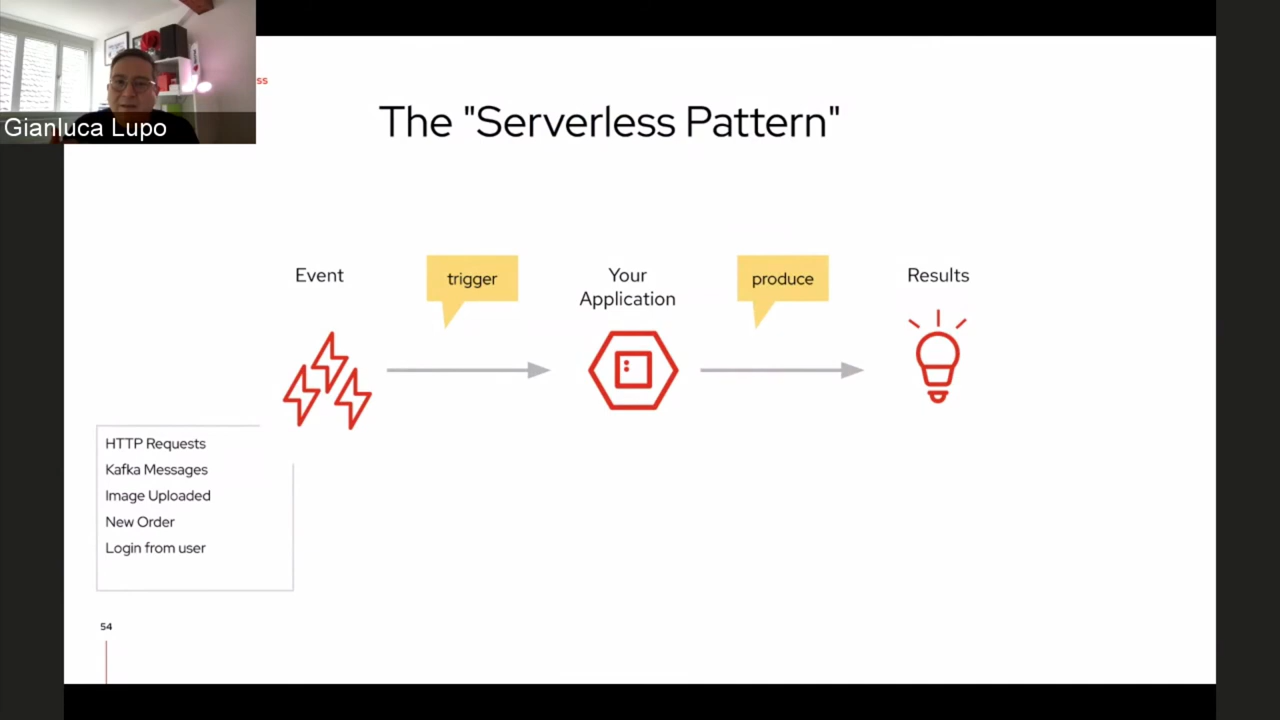 ss
Gianluca Lupo
The "Serverless Pattern"
Event
trigger
Your
Application
produce
Results
HTTP Requests
Kafka Messages
Image Uploaded
New Order
Login from user
54